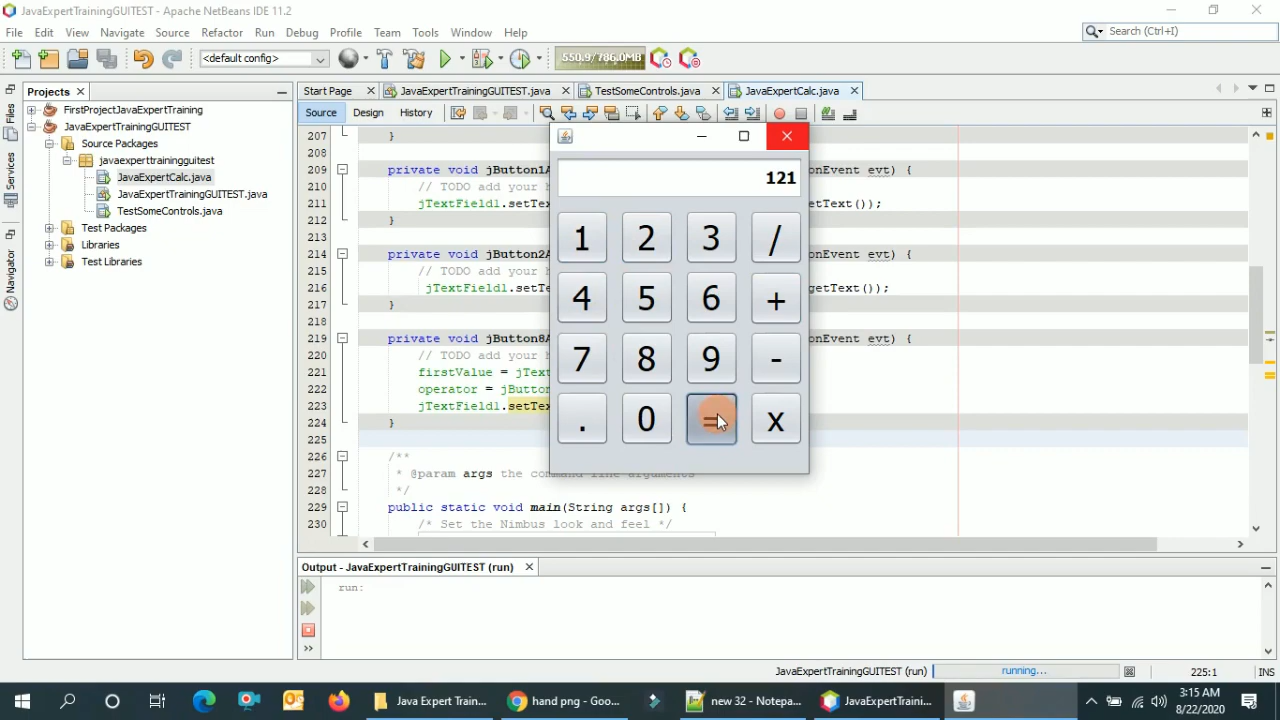 JavaExpertTrainingGUITEST - Apache NetBeans IDE 11.2
File Edit View Navigate Source Refactor Run Debug Profile Team Tools Window Help
Search (Ctrl+I)
<default config>
550.9/786.0MB
Projects
Files
Services
Navigator
FirstProjectJavaExpertTraining
JavaExpertTrainingGUITEST
Source Packages
javaexperttrainingguitest
JavaExpertCalc.java
JavaExpertTrainingGUITEST.java
TestSomeControls.java
Test Packages
Libraries
Test Libraries
Start Page JavaExpertTrainingGUITEST.java TestSomeControls.java JavaExpertCalc.java
Source Design History
207 }
208
209 private void jButton1A onEvent evt) {
210 // TODO add your h
211 jTextField1.setTex etText());
212 }
213
214 private void jButton2A onEvent evt) {
215 // TODO add your h
216 jTextField1.setTe getText());
217 }
218
219 private void jButton8A onEvent evt) {
220 // TODO add your h
221 firstValue = jText
222 operator = jButton
223 jTextField1.setTex
224 }
225
226 /**
227 * @param args the command line arguments
228 */
229 public static void main(String args[]) {
230 /* Set the Nimbus look and feel */
121
1 2 3 /
4 5 6 +
7 8 9 -
. 0 = x
Output - JavaExpertTrainingGUITEST (run)
run:
JavaExpertTrainingGUITEST (run) running... 225:1 INS
Java Expert Train... hand png - Goo... new 32 - Notepa... JavaExpertTraini...
3:15 AM
8/22/2020